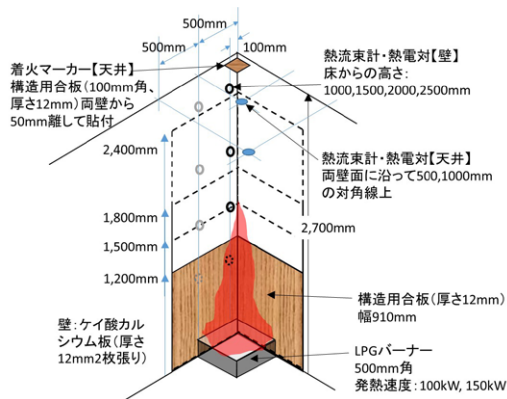 500mm
500mm
100mm
着火マーカー【天井】
構造用合板(100mm角、
厚さ12mm)両壁から
50mm離して貼付
熱流束計・熱電対【壁】
床からの高さ:
1000,1500,2000,2500mm
熱流束計・熱電対【天井】
両壁面に沿って500,1000mm
の対角線上
2,400mm
1,800mm
1,500mm
1,200mm
2,700mm
構造用合板(厚さ12mm)
幅910mm
壁:ケイ酸カル
シウム板(厚さ
12mm2枚張り)
LPGバーナー
500mm角
発熱速度:100kW, 150kW